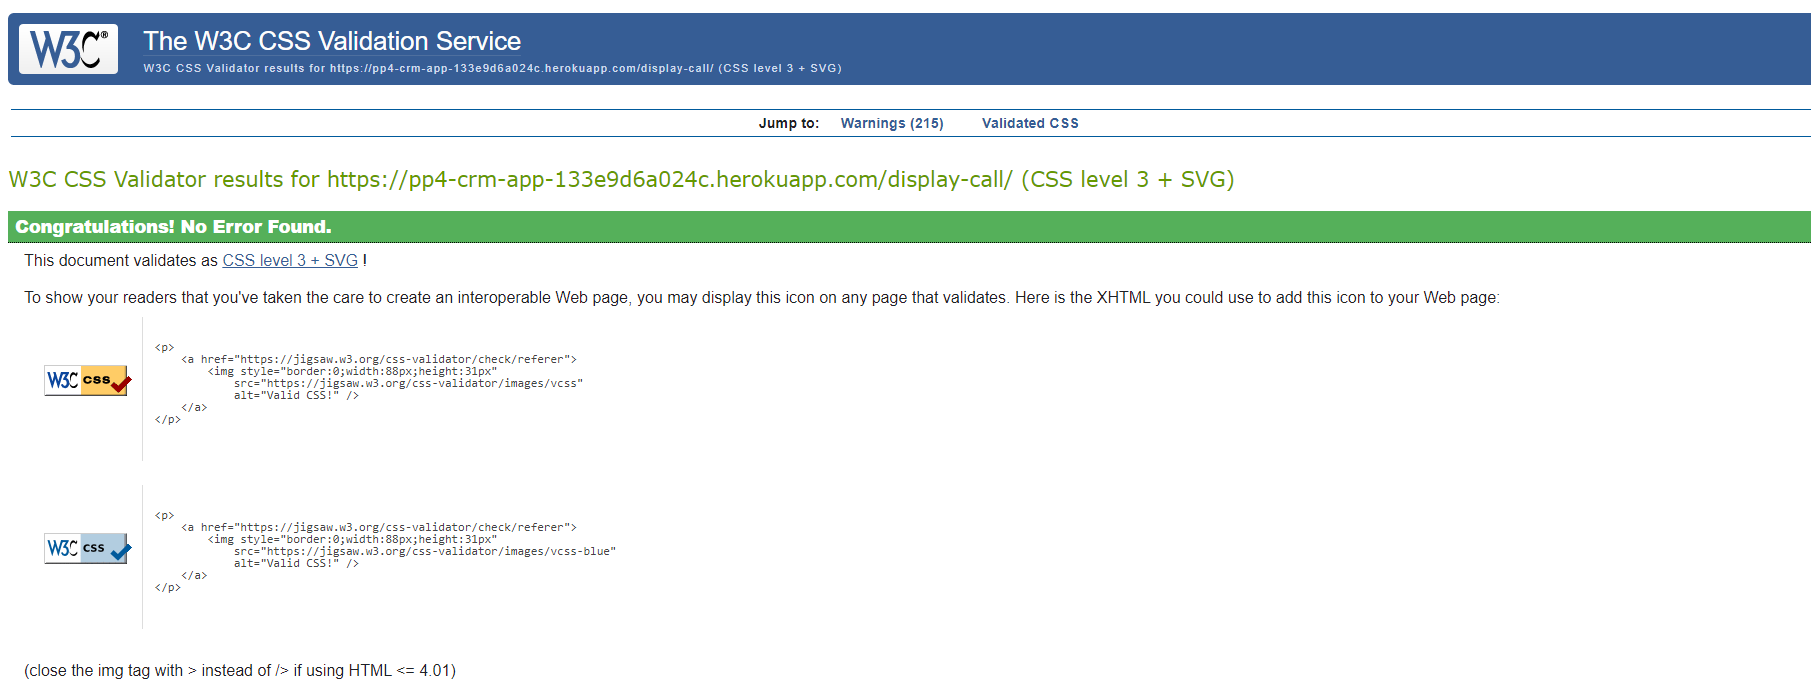 W3C®
The W3C CSS Validation Service
W3C CSS Validator results for https://pp4-crm-app-133e9d6a024c.herokuapp.com/display-call/ (CSS level 3 + SVG)
Jump to: Warnings (215) Validated CSS
W3C CSS Validator results for https://pp4-crm-app-133e9d6a024c.herokuapp.com/display-call/ (CSS level 3 + SVG)
Congratulations! No Error Found.
This document validates as CSS level 3 + SVG !
To show your readers that you've taken the care to create an interoperable Web page, you may display this icon on any page that validates. Here is the XHTML you could use to add this icon to your Web page:
W3C css
<p>
<a href="https://jigsaw.w3.org/css-validator/check/referer">
<img style="border:0;width:88px;height:31px"
src="https://jigsaw.w3.org/css-validator/images/vcss"
alt="Valid CSS!" />
</a>
</p>
W3C css
<p>
<a href="https://jigsaw.w3.org/css-validator/check/referer">
<img style="border:0;width:88px;height:31px"
src="https://jigsaw.w3.org/css-validator/images/vcss-blue"
alt="Valid CSS!" />
</a>
</p>
(close the img tag with > instead of /> if using HTML <= 4.01)